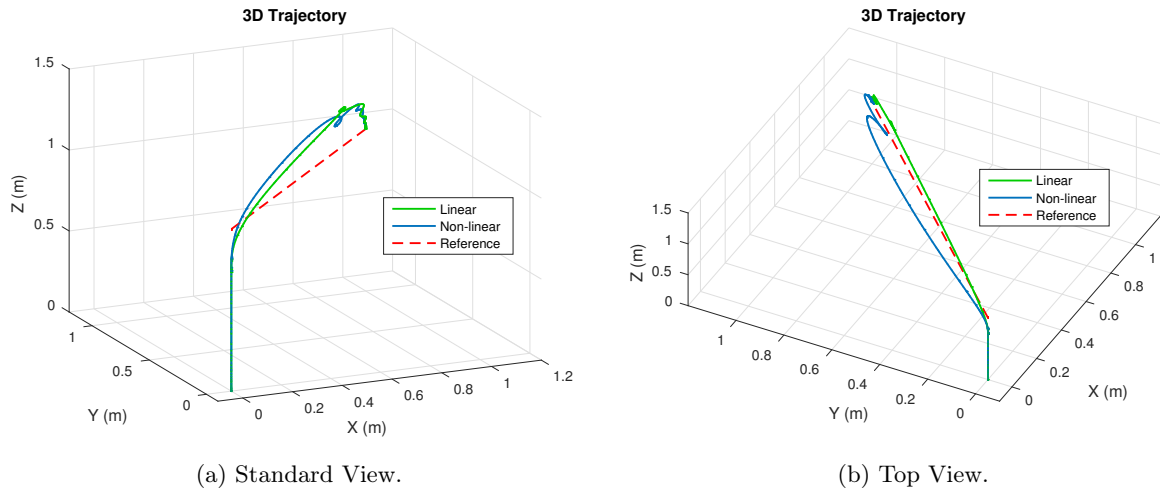 3D Trajectory
1.5
1
0.5
0
Z (m)
1
0.5
0
Y (m)
0
0.2
0.4
0.6
0.8
1
1.2
X (m)
Linear
Non-linear
Reference
(a) Standard View.
3D Trajectory
1.5
1
0.5
0
Z (m)
1
0.8
0.6
0.4
0.2
0
Y (m)
0
0.2
0.4
0.6
0.8
1
X (m)
Linear
Non-linear
Reference
(b) Top View.